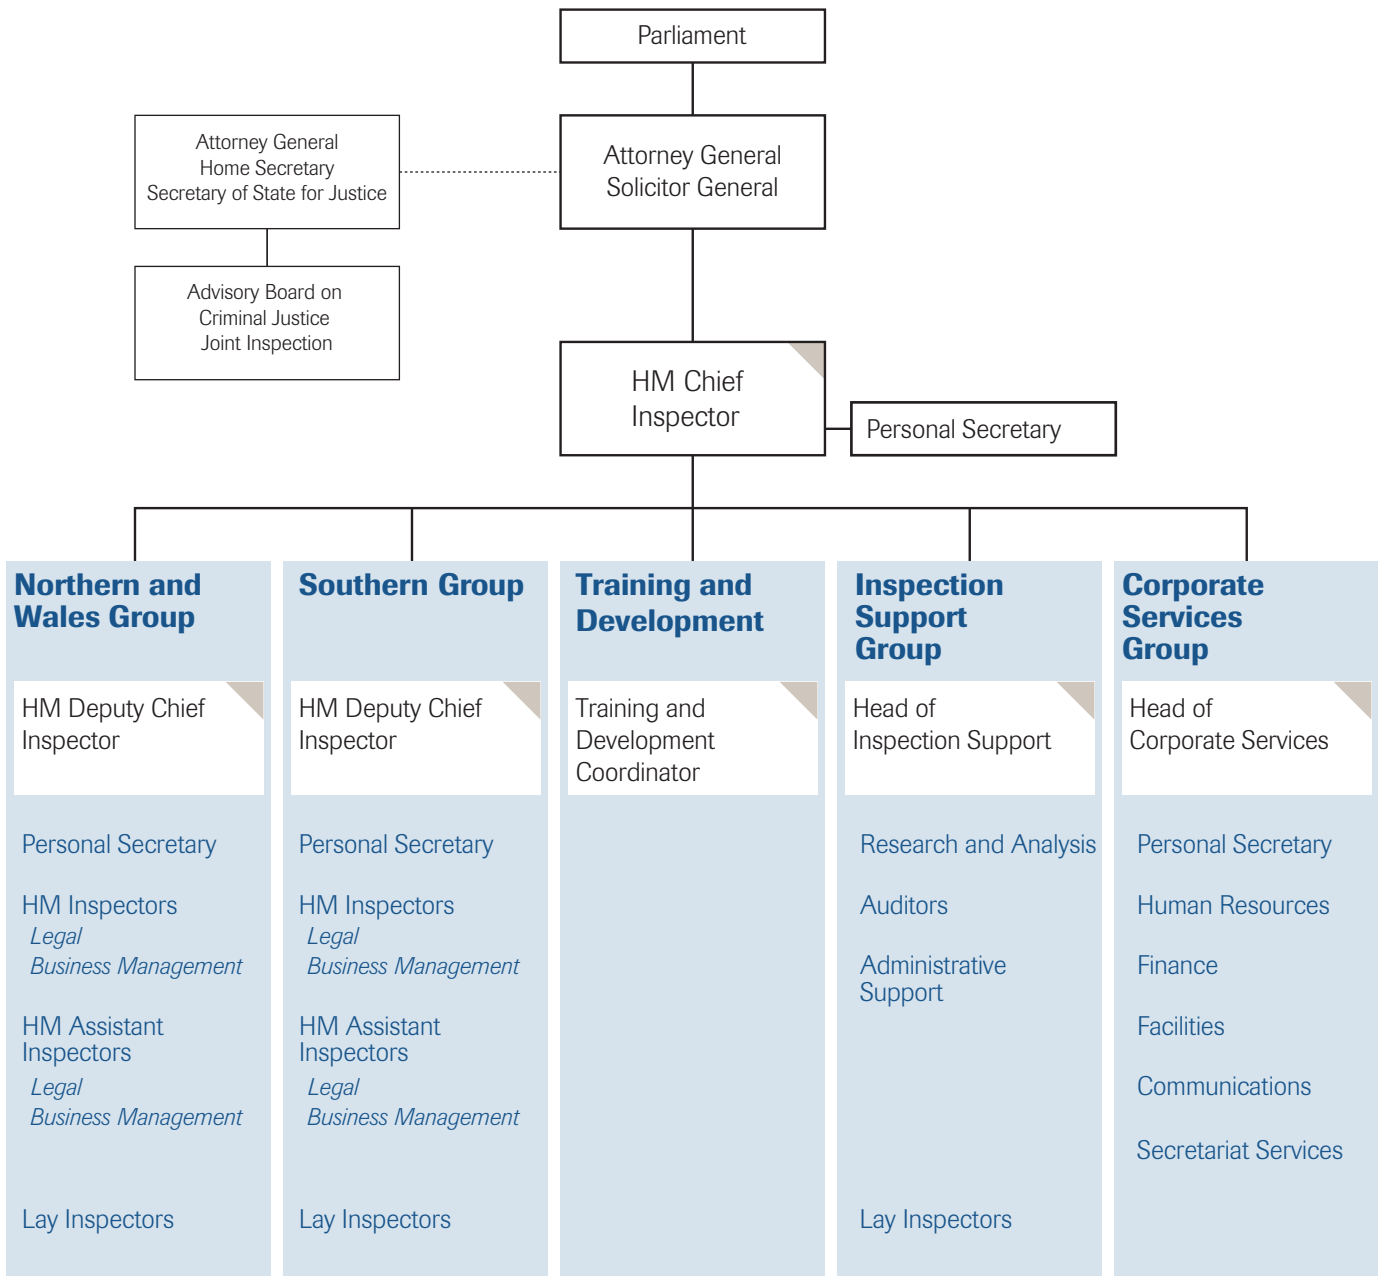 Parliament
Attorney General
Home Secretary
Secretary of State for Justice
Attorney General
Solicitor General
Advisory Board on
Criminal Justice
Joint Inspection
HM Chief
Inspector
Personal Secretary
Northern and
Wales Group
HM Deputy Chief
Inspector
Personal Secretary
HM Inspectors
Legal
Business Management
HM Assistant
Inspectors
Legal
Business Management
Lay Inspectors
Southern Group
HM Deputy Chief
Inspector
Personal Secretary
HM Inspectors
Legal
Business Management
HM Assistant
Inspectors
Legal
Business Management
Lay Inspectors
Training and
Development
Training and
Development
Coordinator
Inspection
Support
Group
Head of
Inspection Support
Research and Analysis
Auditors
Administrative
Support
Lay Inspectors
Corporate
Services
Group
Head of
Corporate Services
Personal Secretary
Human Resources
Finance
Facilities
Communications
Secretariat Services